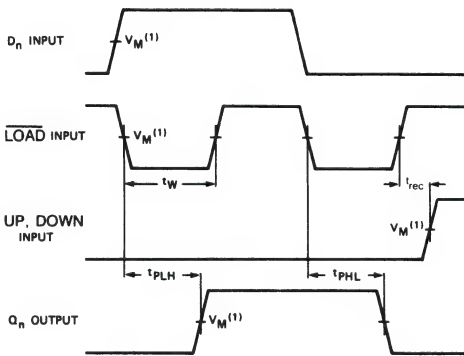 Dn INPUT
VM(1)
LOAD INPUT
VM(1)
tW
trec
UP, DOWN
INPUT
VM(1)
tPLH
tPHL
Qn OUTPUT
VM(1)